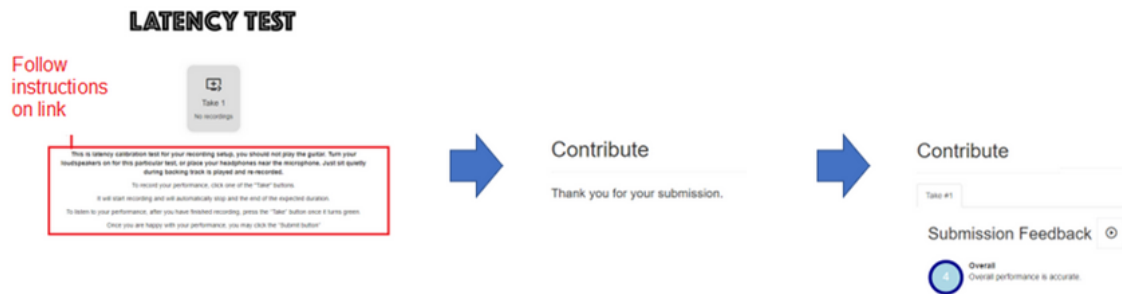 LATENCY TEST
Follow
instructions
on link
Take 1
No recordings
This is latency calibration test for your recording setup, you should not play the guitar. Turn your
loudspeakers on for this particular test, or place your headphones near the microphone. Just sit quietly
during backing track is played and re-recorded.
To record your performance, click one of the "Take" buttons.
It will start recording and will automatically stop and the end of the expected duration.
To listen to your performance, after you have finished recording, press the "Take" button once it turns green.
Once you are happy with your performance, you may click the "Submit button"
Contribute
Thank you for your submission.
Contribute
Take #1
Submission Feedback
4
Overall
Overall performance is accurate.